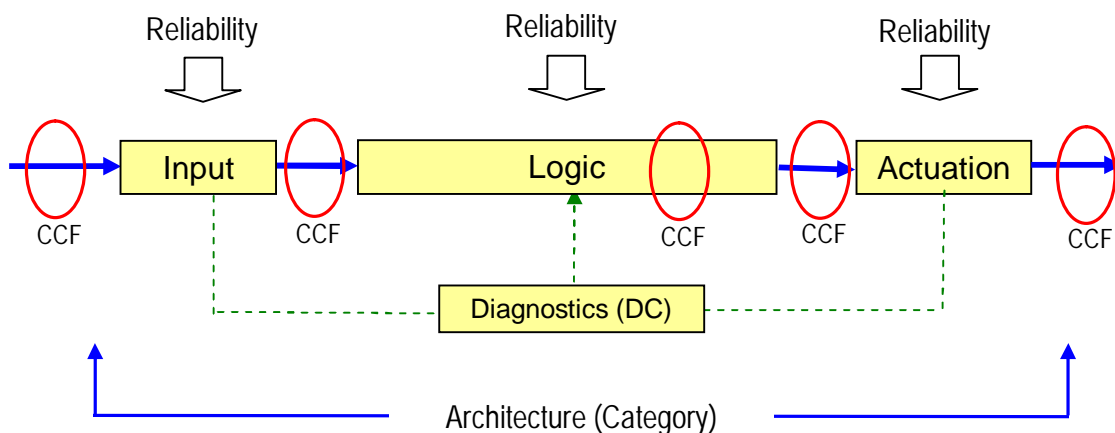 Reliability
Reliability
Reliability
Input
Logic
Actuation
CCF
CCF
CCF
CCF
CCF
Diagnostics (DC)
Architecture (Category)